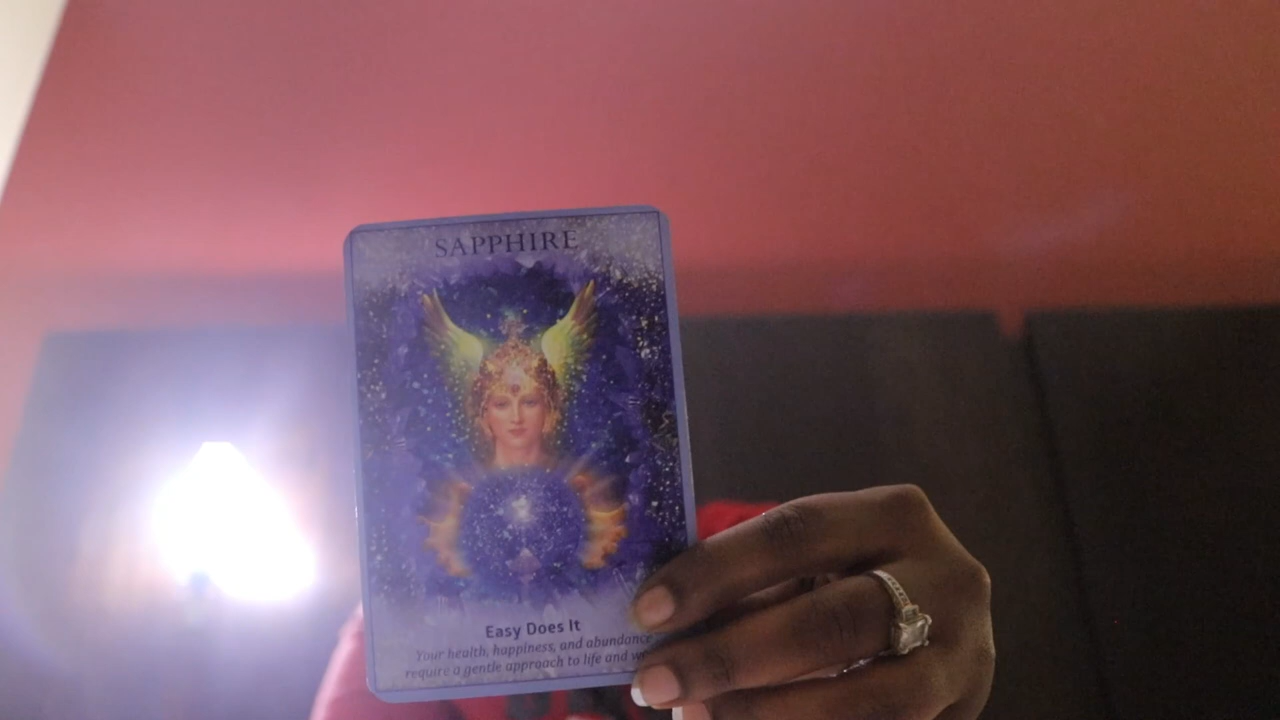 SAPPHIRE
Easy Does It
Your health, happiness, and abundance
require a gentle approach to life and